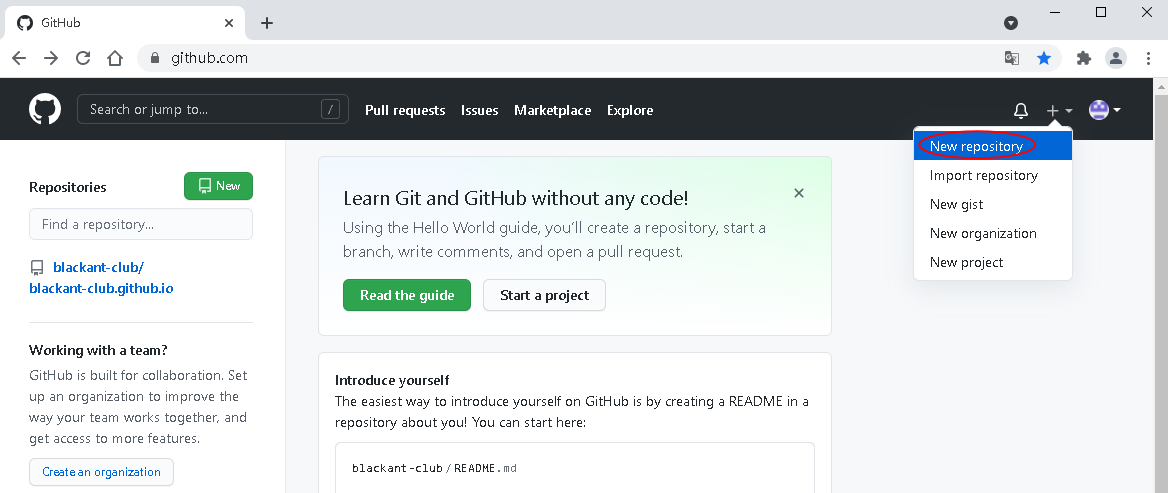 GitHub
github.com
Search or jump to... /
Pull requests Issues Marketplace Explore
New repository
Import repository
New gist
New organization
New project
Repositories
New
Find a repository...
blackant-club/
blackant-club.github.io
Working with a team?
GitHub is built for collaboration. Set
up an organization to improve the
way your team works together, and
get access to more features.
Create an organization
Learn Git and GitHub without any code!
Using the Hello World guide, you'll create a repository, start a
branch, write comments, and open a pull request.
Read the guide
Start a project
Introduce yourself
The easiest way to introduce yourself on GitHub is by creating a README in a
repository about you! You can start here:
blackant-club/README.md